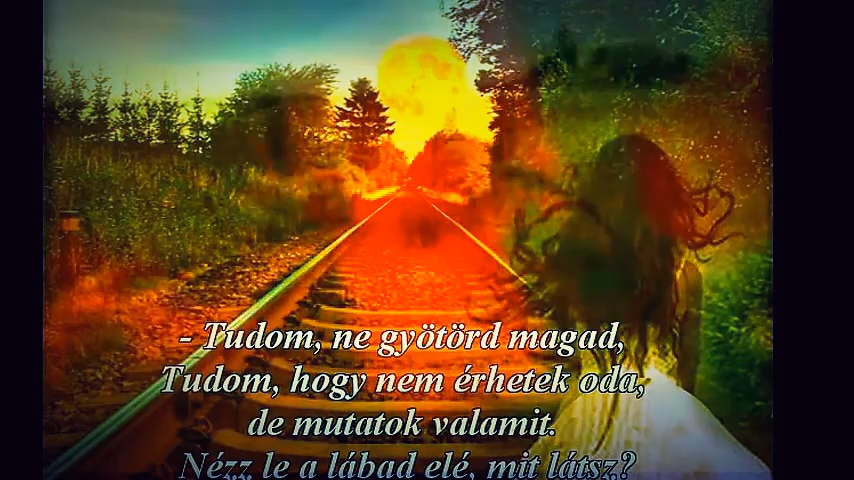 - Tudom, ne gyötörd magad,
Tudom, hogy nem érhetek oda,
de mutatok valamit.
Nézz le a lábad elé, mit látsz?